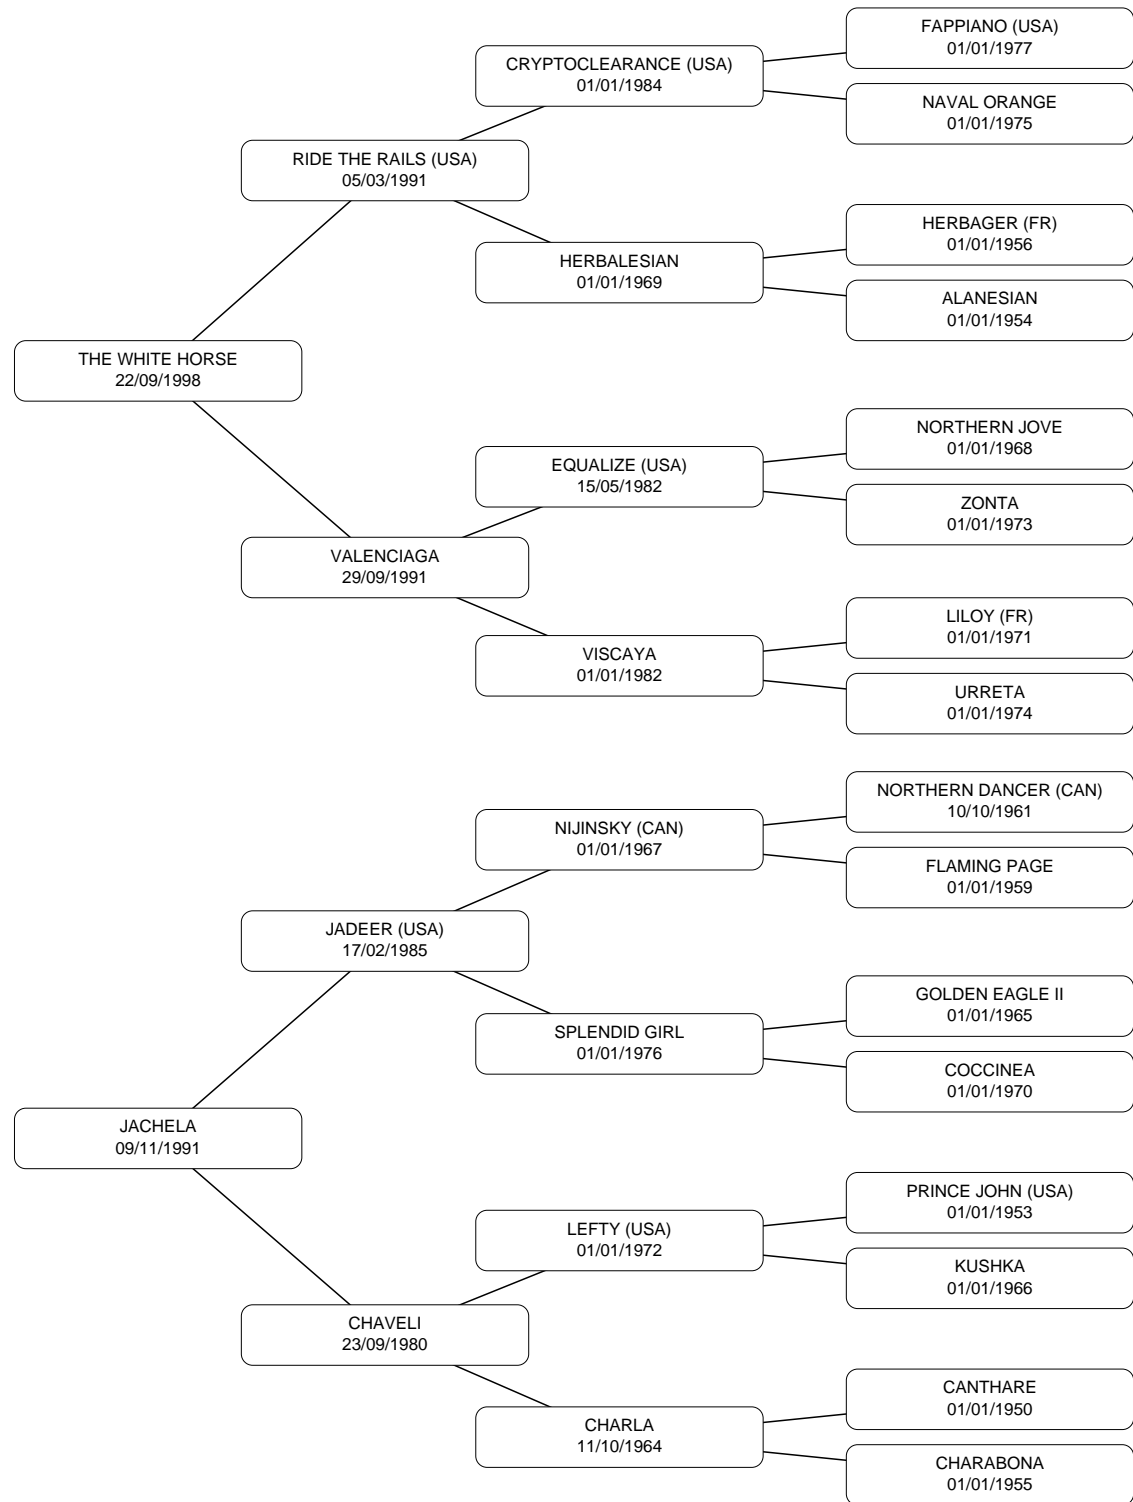 FAPPIANO (USA)
01/01/1977
CRYPTOCLEARANCE (USA)
01/01/1984
NAVAL ORANGE
01/01/1975
RIDE THE RAILS (USA)
05/03/1991
HERBAGER (FR)
01/01/1956
HERBALESIAN
01/01/1969
ALANESIAN
01/01/1954
THE WHITE HORSE
22/09/1998
NORTHERN JOVE
01/01/1968
EQUALIZE (USA)
15/05/1982
ZONTA
01/01/1973
VALENCIAGA
29/09/1991
LILOY (FR)
01/01/1971
VISCAYA
01/01/1982
URRETA
01/01/1974
NORTHERN DANCER (CAN)
10/10/1961
NIJINSKY (CAN)
01/01/1967
FLAMING PAGE
01/01/1959
JADEER (USA)
17/02/1985
GOLDEN EAGLE II
01/01/1965
SPLENDID GIRL
01/01/1976
COCCINEA
01/01/1970
JACHELA
09/11/1991
PRINCE JOHN (USA)
01/01/1953
LEFTY (USA)
01/01/1972
KUSHKA
01/01/1966
CHAVELI
23/09/1980
CANTHARE
01/01/1950
CHARLA
11/10/1964
CHARABONA
01/01/1955